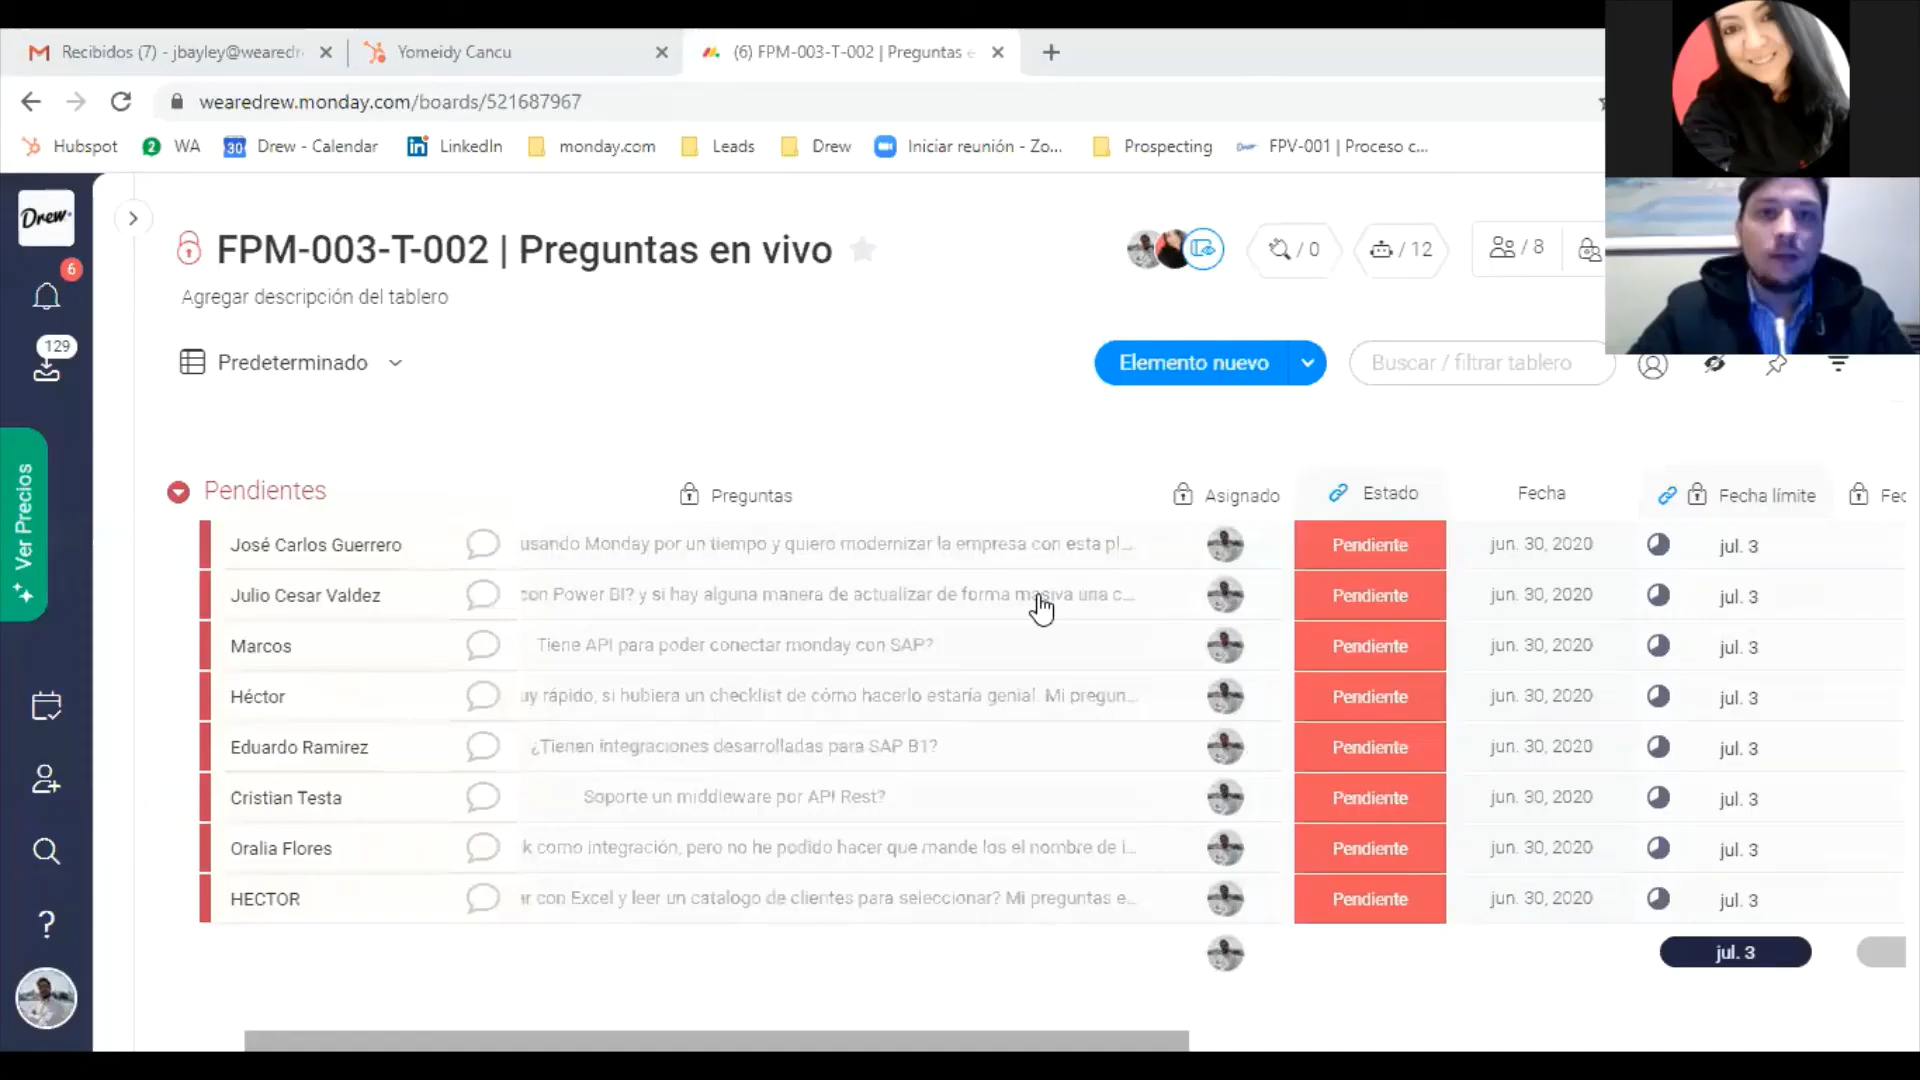 Recibidos (7) - jbayley@wearedr
Yomeidy Cancu
(6) FPM-003-T-002 | Preguntas e
wearedrew.monday.com/boards/521687967
Hubspot
2
WA
30
Drew - Calendar
in
LinkedIn
monday.com
Leads
Drew
Iniciar reunión - Zo...
Prospecting
FPV-001 | Proceso c...
Drew
6
129
Ver Precios
FPM-003-T-002 | Preguntas en vivo
/ 0
/ 12
/ 8
Agregar descripción del tablero
Predeterminado
Elemento nuevo
Buscar / filtrar tablero
Pendientes
Preguntas
Asignado
Estado
Fecha
Fecha límite
Fec
José Carlos Guerrero
usando Monday por un tiempo y quiero modernizar la empresa con esta pl...
Pendiente
jun. 30, 2020
jul. 3
Julio Cesar Valdez
con Power BI? y si hay alguna manera de actualizar de forma masiva una c...
Pendiente
jun. 30, 2020
jul. 3
Marcos
Tiene API para poder conectar monday con SAP?
Pendiente
jun. 30, 2020
jul. 3
Héctor
uy rápido, si hubiera un checklist de cómo hacerlo estaría genial. Mi pregun...
Pendiente
jun. 30, 2020
jul. 3
Eduardo Ramirez
¿Tienen integraciones desarrolladas para SAP B1?
Pendiente
jun. 30, 2020
jul. 3
Cristian Testa
Soporte un middleware por API Rest?
Pendiente
jun. 30, 2020
jul. 3
Oralia Flores
k como integración, pero no he podido hacer que mande los el nombre de i...
Pendiente
jun. 30, 2020
jul. 3
HECTOR
ar con Excel y leer un catalogo de clientes para seleccionar? Mi preguntas e...
Pendiente
jun. 30, 2020
jul. 3
jul. 3